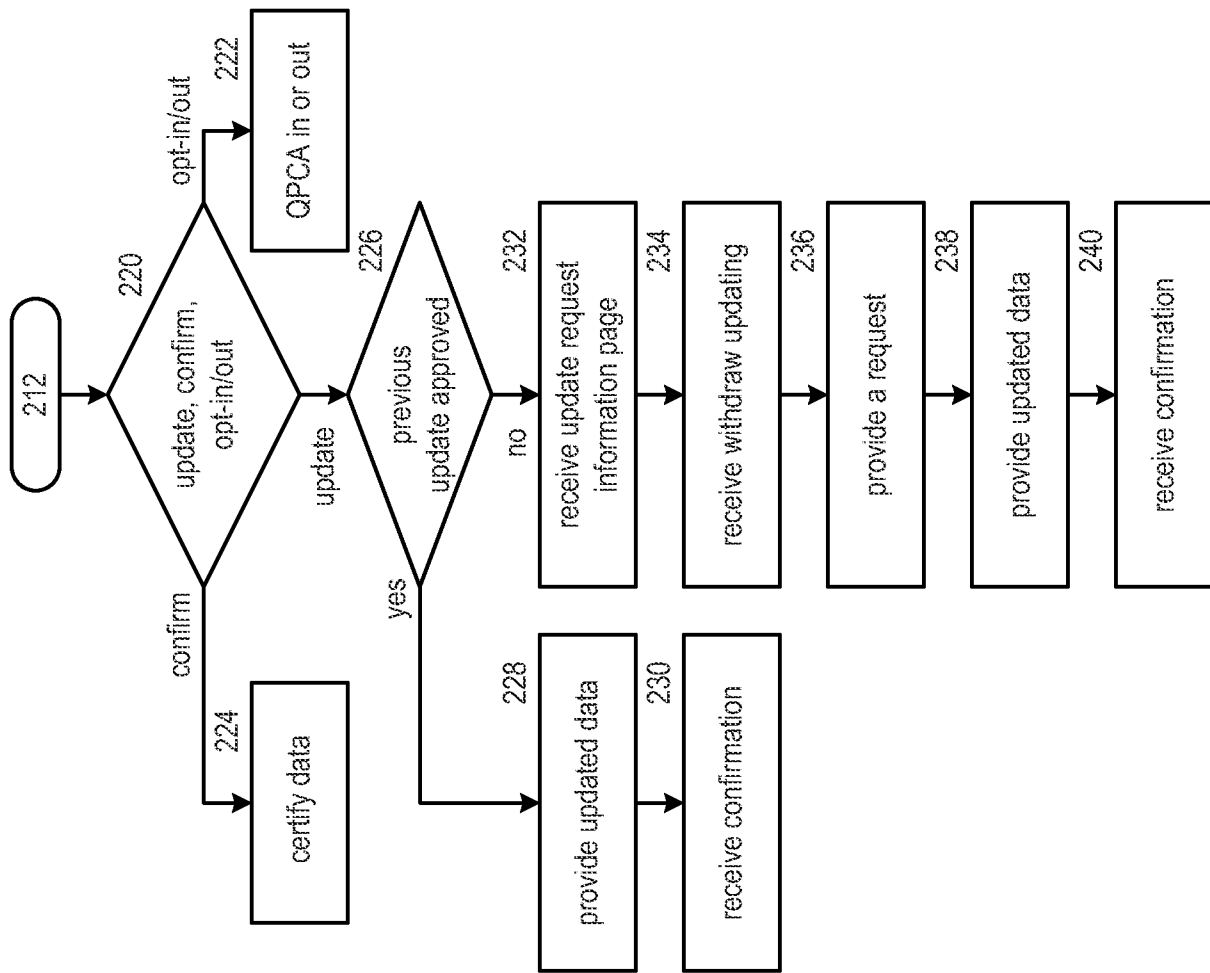 212
220
update, confirm,
opt-in/out
opt-in/out
222
QPCA in or out
confirm
224
certify data
update
226
previous
update approved
yes
228
provide updated data
230
receive confirmation
no
232
receive update request
information page
234
receive withdraw updating
236
provide a request
238
provide updated data
240
receive confirmation